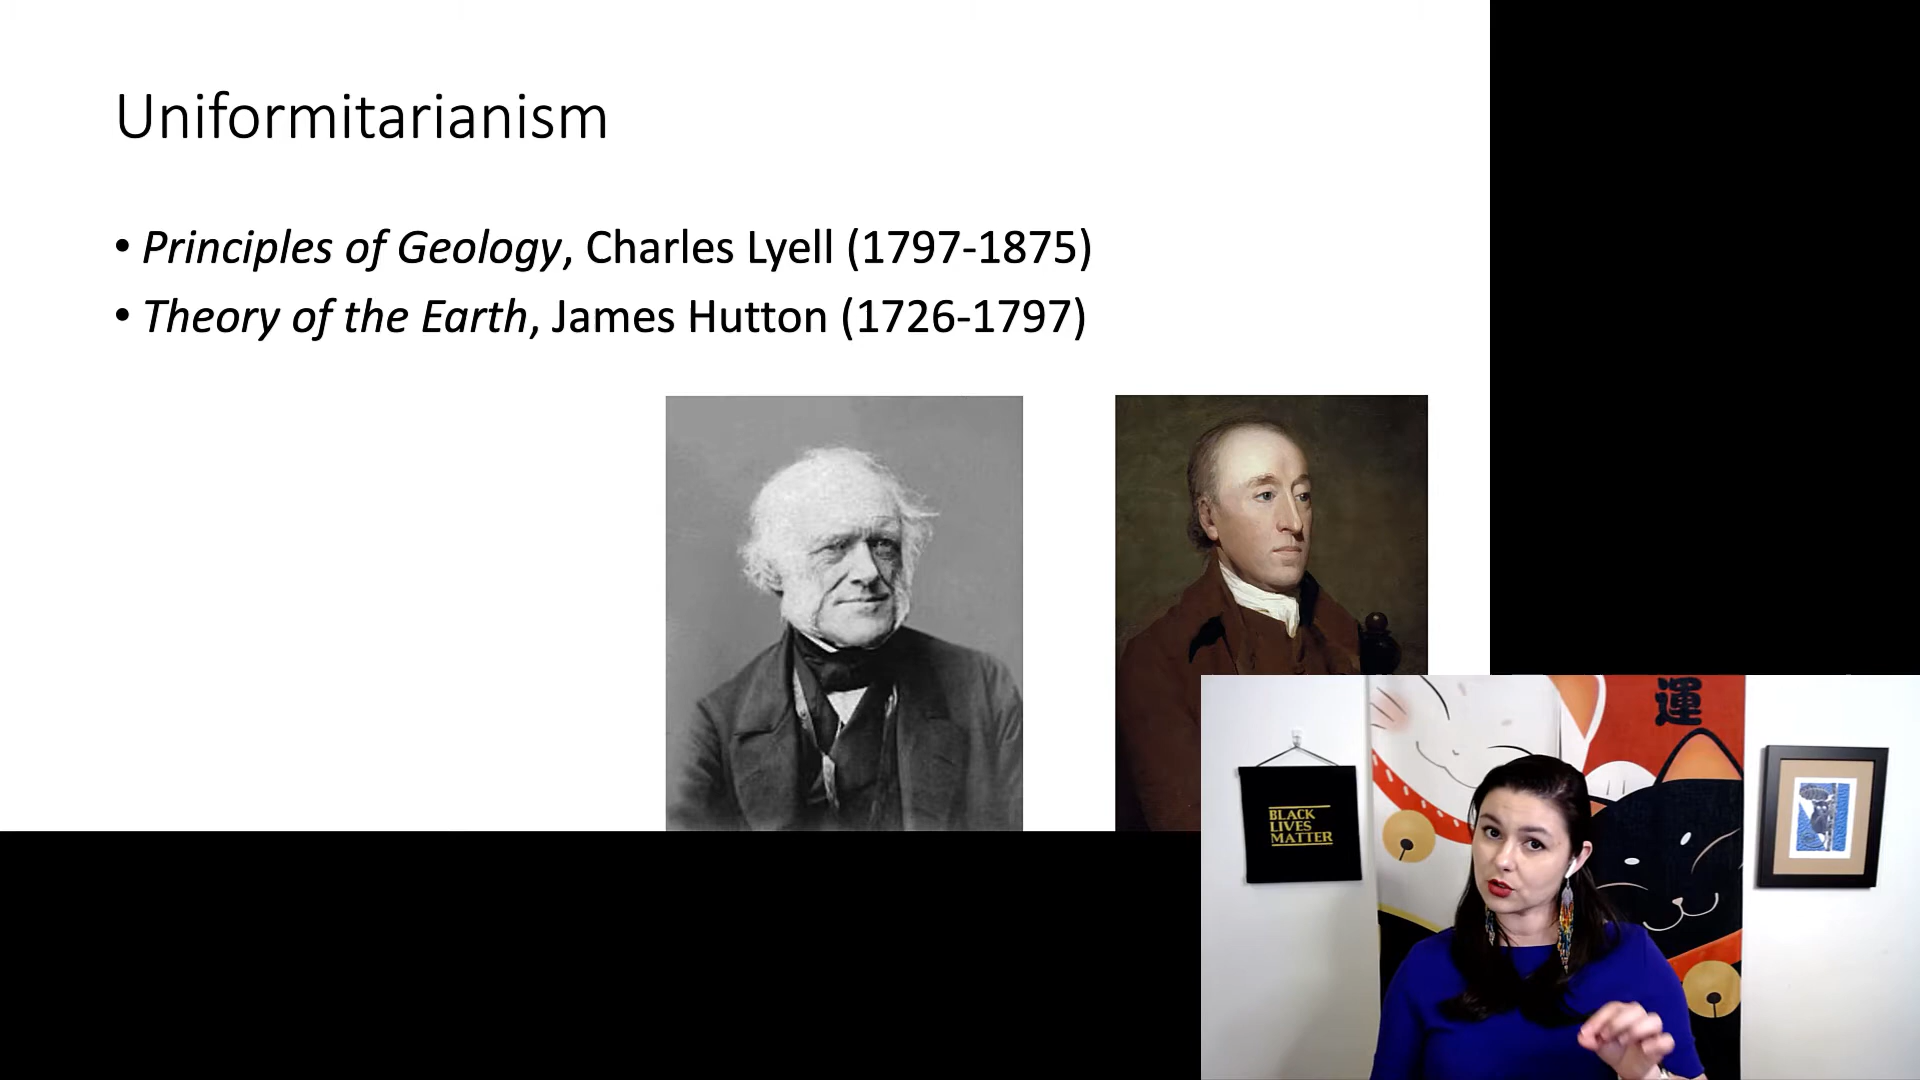 Uniformitarianism
• Principles of Geology, Charles Lyell (1797-1875)
• Theory of the Earth, James Hutton (1726-1797)
運
BLACK
LIVES
MATTER